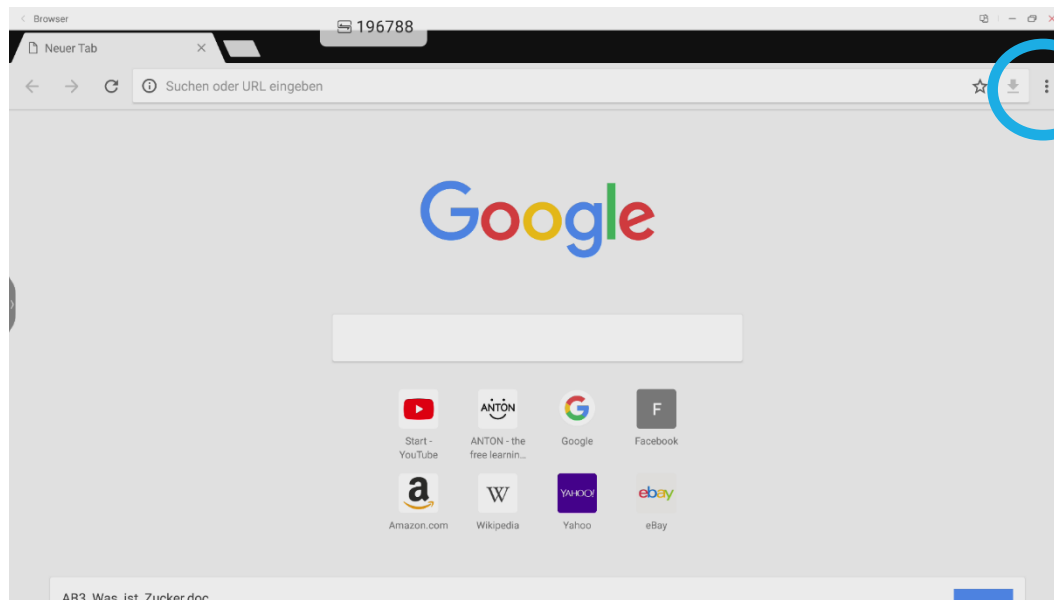 Browser
196788
Neuer Tab
Suchen oder URL eingeben
Google
ANTON
F
Start -
YouTube
ANTON - the
free learnin...
Google
Facebook
a
W
YAHOO!
ebay
Amazon.com
Wikipedia
Yahoo
eBay
AB3_Was_ist_Zucker.doc